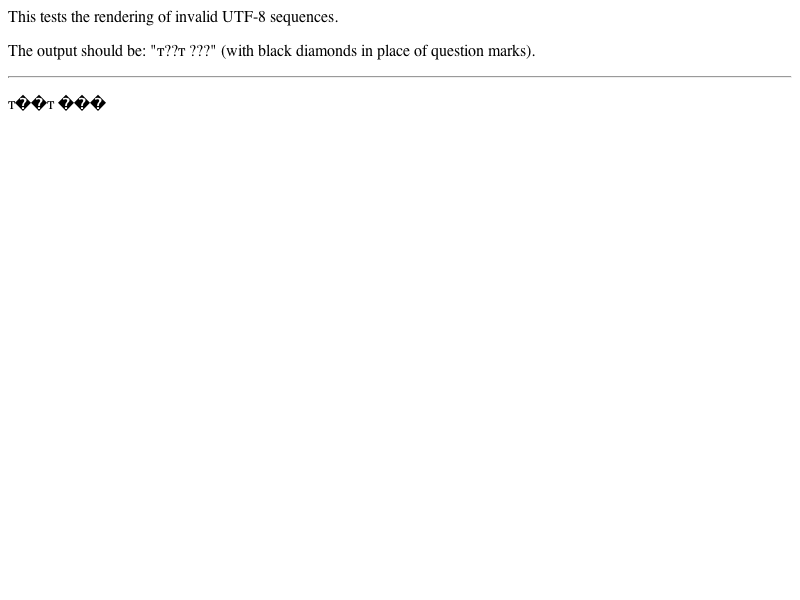 This tests the rendering of invalid UTF-8 sequences.
The output should be: "т??т ???" (with black diamonds in place of question marks).
т��т ���